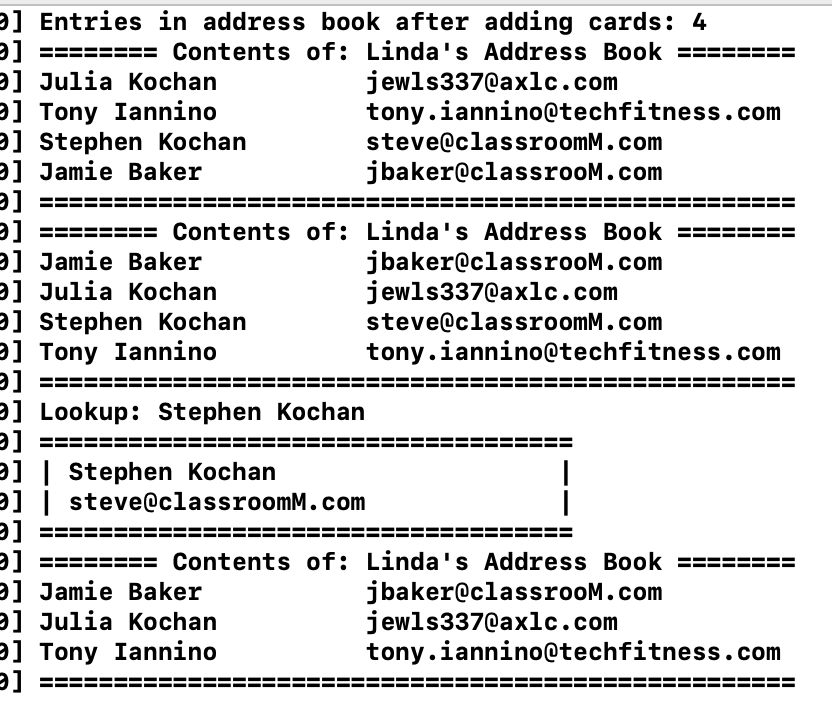 0] Entries in address book after adding cards: 4
0] ======== Contents of: Linda's Address Book ========
0] Julia Kochan          jewls337@axlc.com
0] Tony Iannino          tony.iannino@techfitness.com
0] Stephen Kochan        steve@classroomM.com
0] Jamie Baker           jbaker@classrooM.com
0] ===================================================
0] ======== Contents of: Linda's Address Book ========
0] Jamie Baker           jbaker@classrooM.com
0] Julia Kochan          jewls337@axlc.com
0] Stephen Kochan        steve@classroomM.com
0] Tony Iannino          tony.iannino@techfitness.com
0] ===================================================
0] Lookup: Stephen Kochan
0] ====================================
0] | Stephen Kochan                   |
0] | steve@classroomM.com             |
0] ====================================
0] ======== Contents of: Linda's Address Book ========
0] Jamie Baker           jbaker@classrooM.com
0] Julia Kochan          jewls337@axlc.com
0] Tony Iannino          tony.iannino@techfitness.com
0] ===================================================